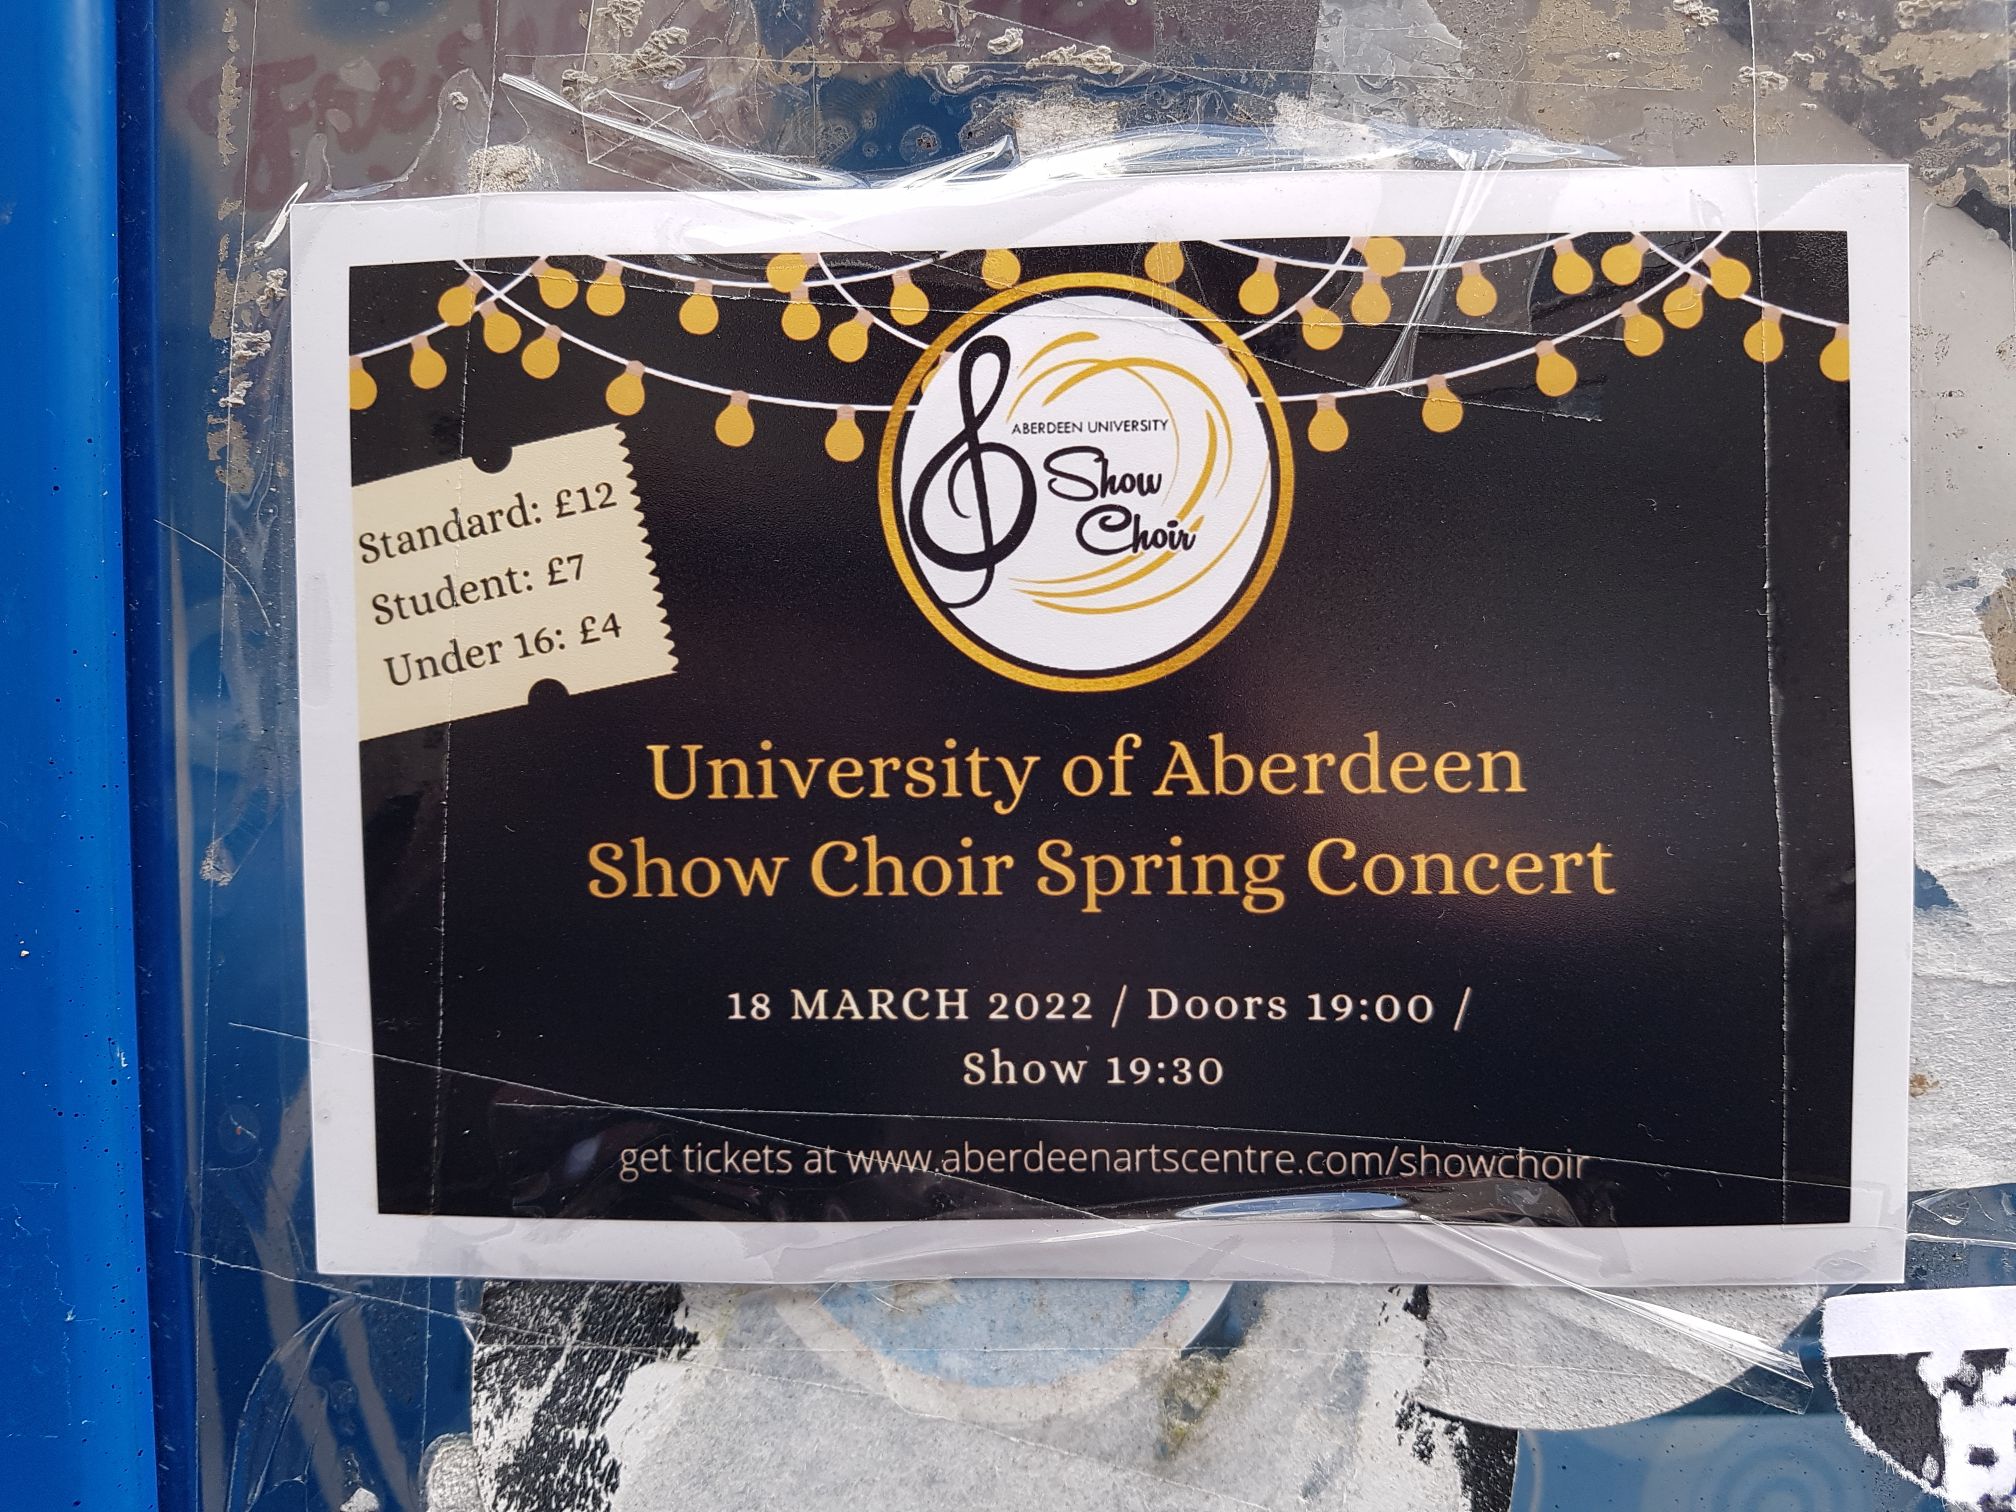 Standard: £12
Student: £7
Under 16: £4
ABERDEEN UNIVERSITY
Show
Choir
University of Aberdeen
Show Choir Spring Concert
18 MARCH 2022 / Doors 19:00 /
Show 19:30
get tickets at www.aberdeenartscentre.com/showchoir